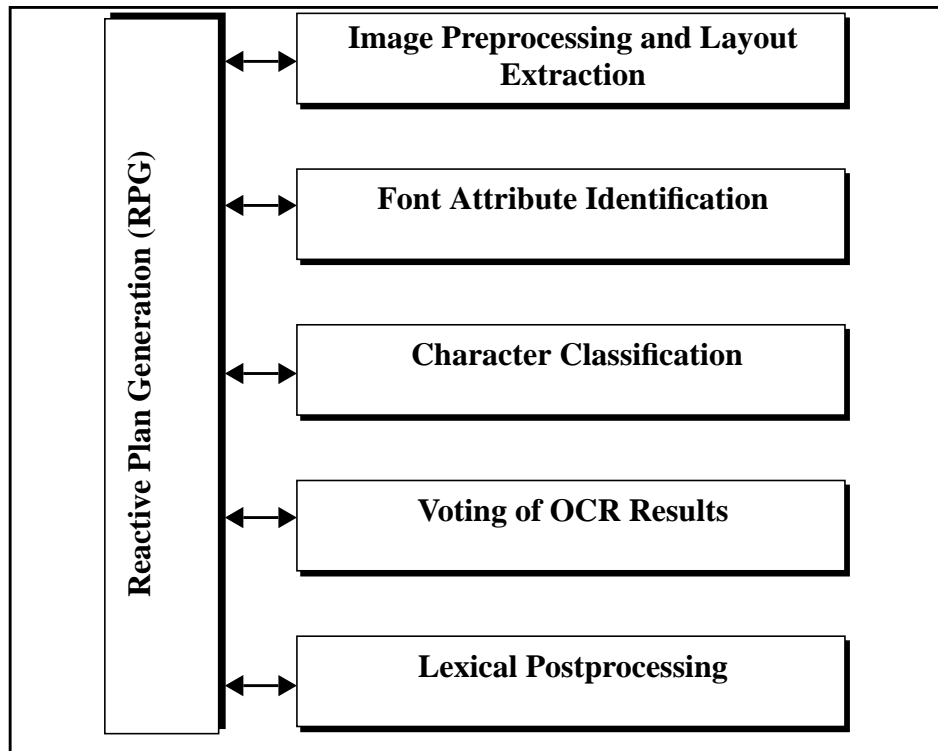 Reactive Plan Generation (RPG)
Image Preprocessing and Layout
Extraction
Font Attribute Identification
Character Classification
Voting of OCR Results
Lexical Postprocessing